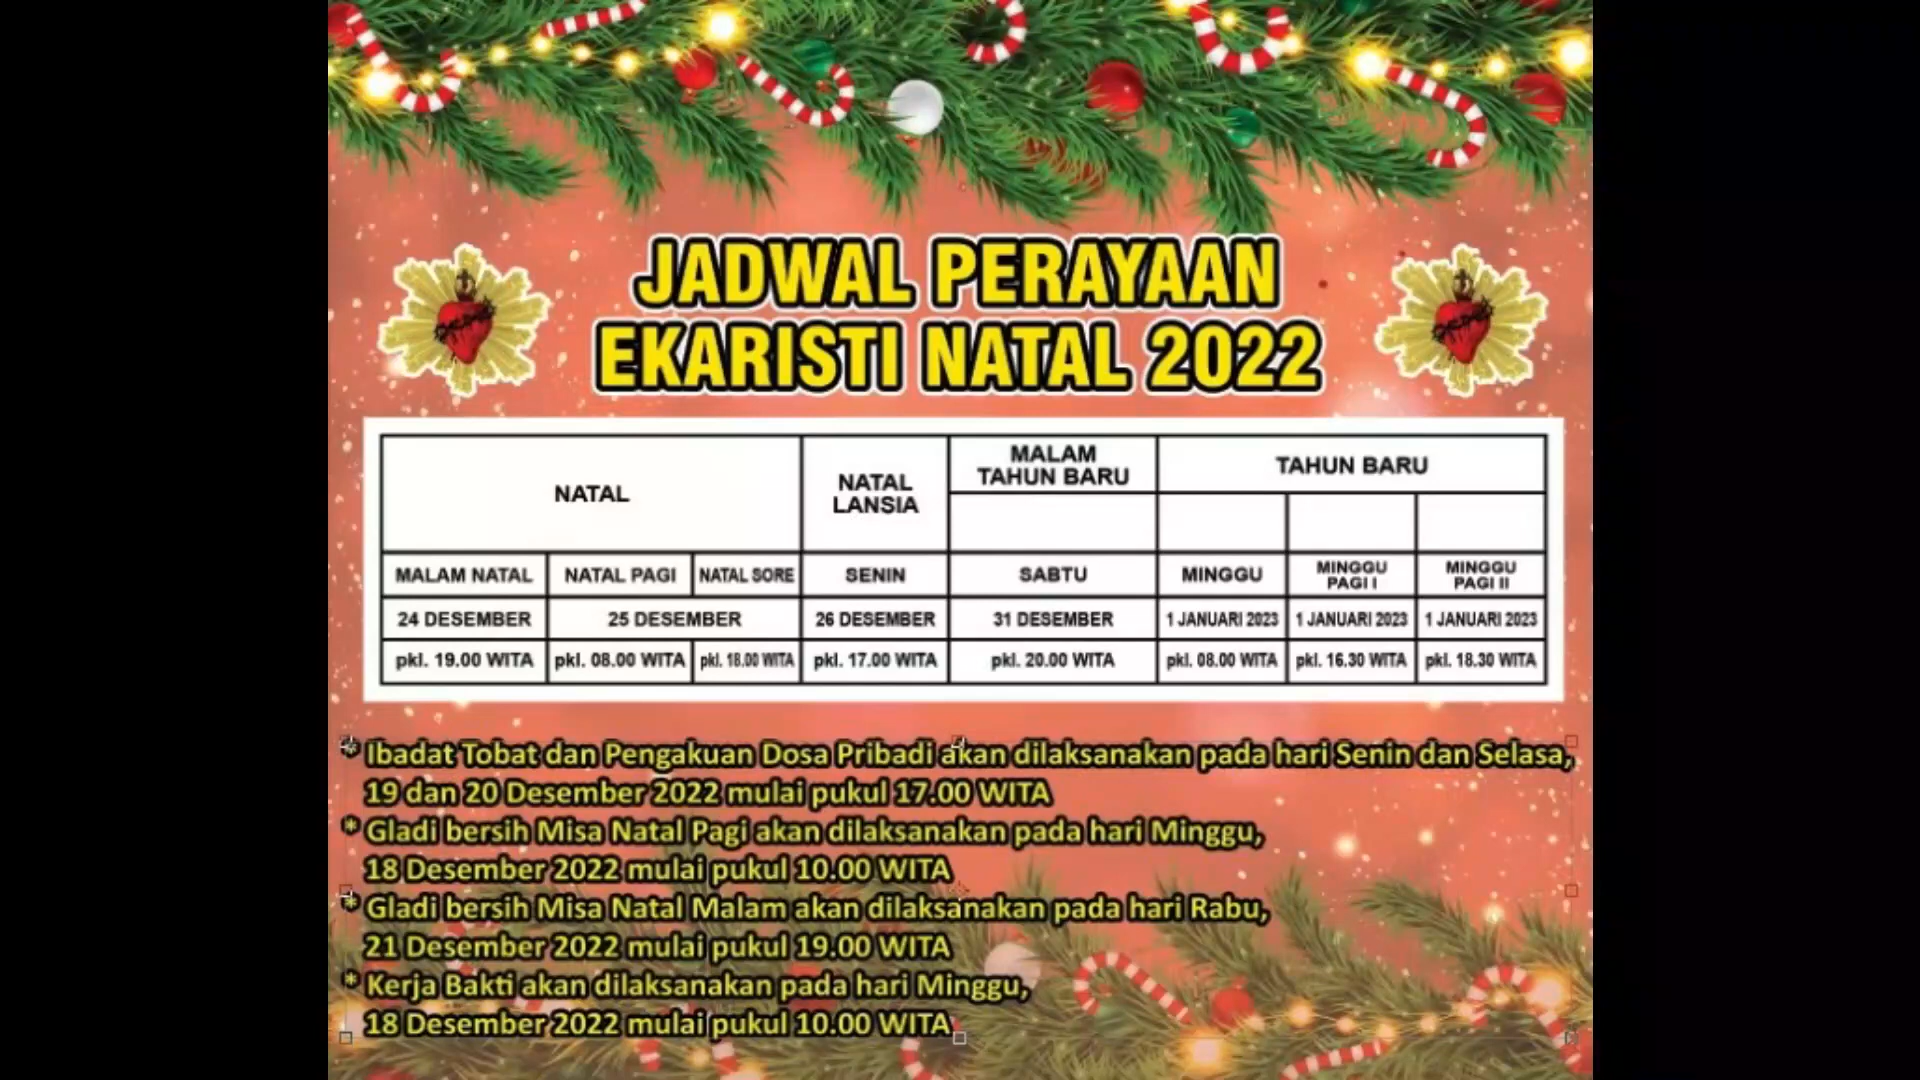 JADWAL PERAYAAN
EKARISTI NATAL 2022
NATAL
NATAL
LANSIA
MALAM
TAHUN BARU
TAHUN BARU
MALAM NATAL NATAL PAGI NATAL SORE SENIN SABTU MINGGU MINGGU PAGI I MINGGU PAGI II
24 DESEMBER 25 DESEMBER 26 DESEMBER 31 DESEMBER 1 JANUARI 2023 1 JANUARI 2023 1 JANUARI 2023
pkl. 19.00 WITA pkl. 08.00 WITA pkl. 18.00 WITA pkl. 17.00 WITA pkl. 20.00 WITA pkl. 08.00 WITA pkl. 16.30 WITA pkl. 18.30 WITA
* Ibadat Tobat dan Pengakuan Dosa Pribadi akan dilaksanakan pada hari Senin dan Selasa,
19 dan 20 Desember 2022 mulai pukul 17.00 WITA
* Gladi bersih Misa Natal Pagi akan dilaksanakan pada hari Minggu,
18 Desember 2022 mulai pukul 10.00 WITA
* Gladi bersih Misa Natal Malam akan dilaksanakan pada hari Rabu,
21 Desember 2022 mulai pukul 19.00 WITA
* Kerja Bakti akan dilaksanakan pada hari Minggu,
18 Desember 2022 mulai pukul 10.00 WITA